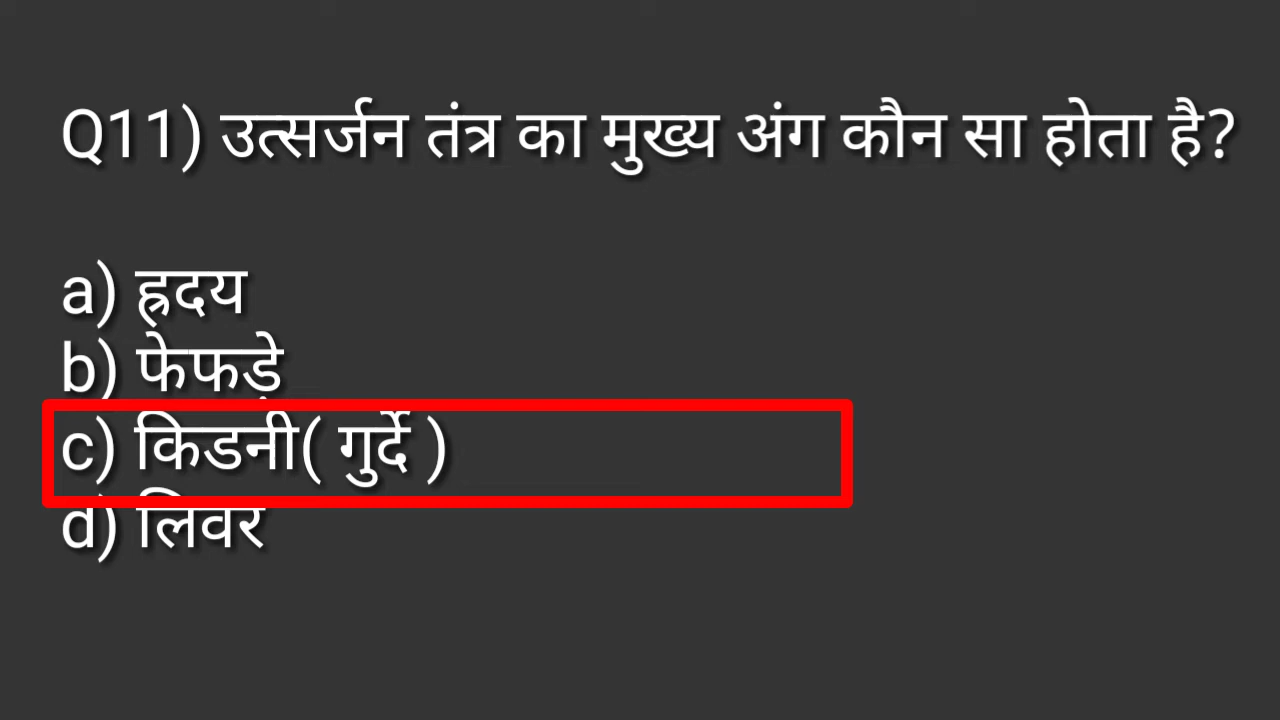 Q11) उत्सर्जन तंत्र का मुख्य अंग कौन सा होता है?
a) ह्रदय
b) फेफड़े
c) किडनी( गुर्दे )
d) लिवर